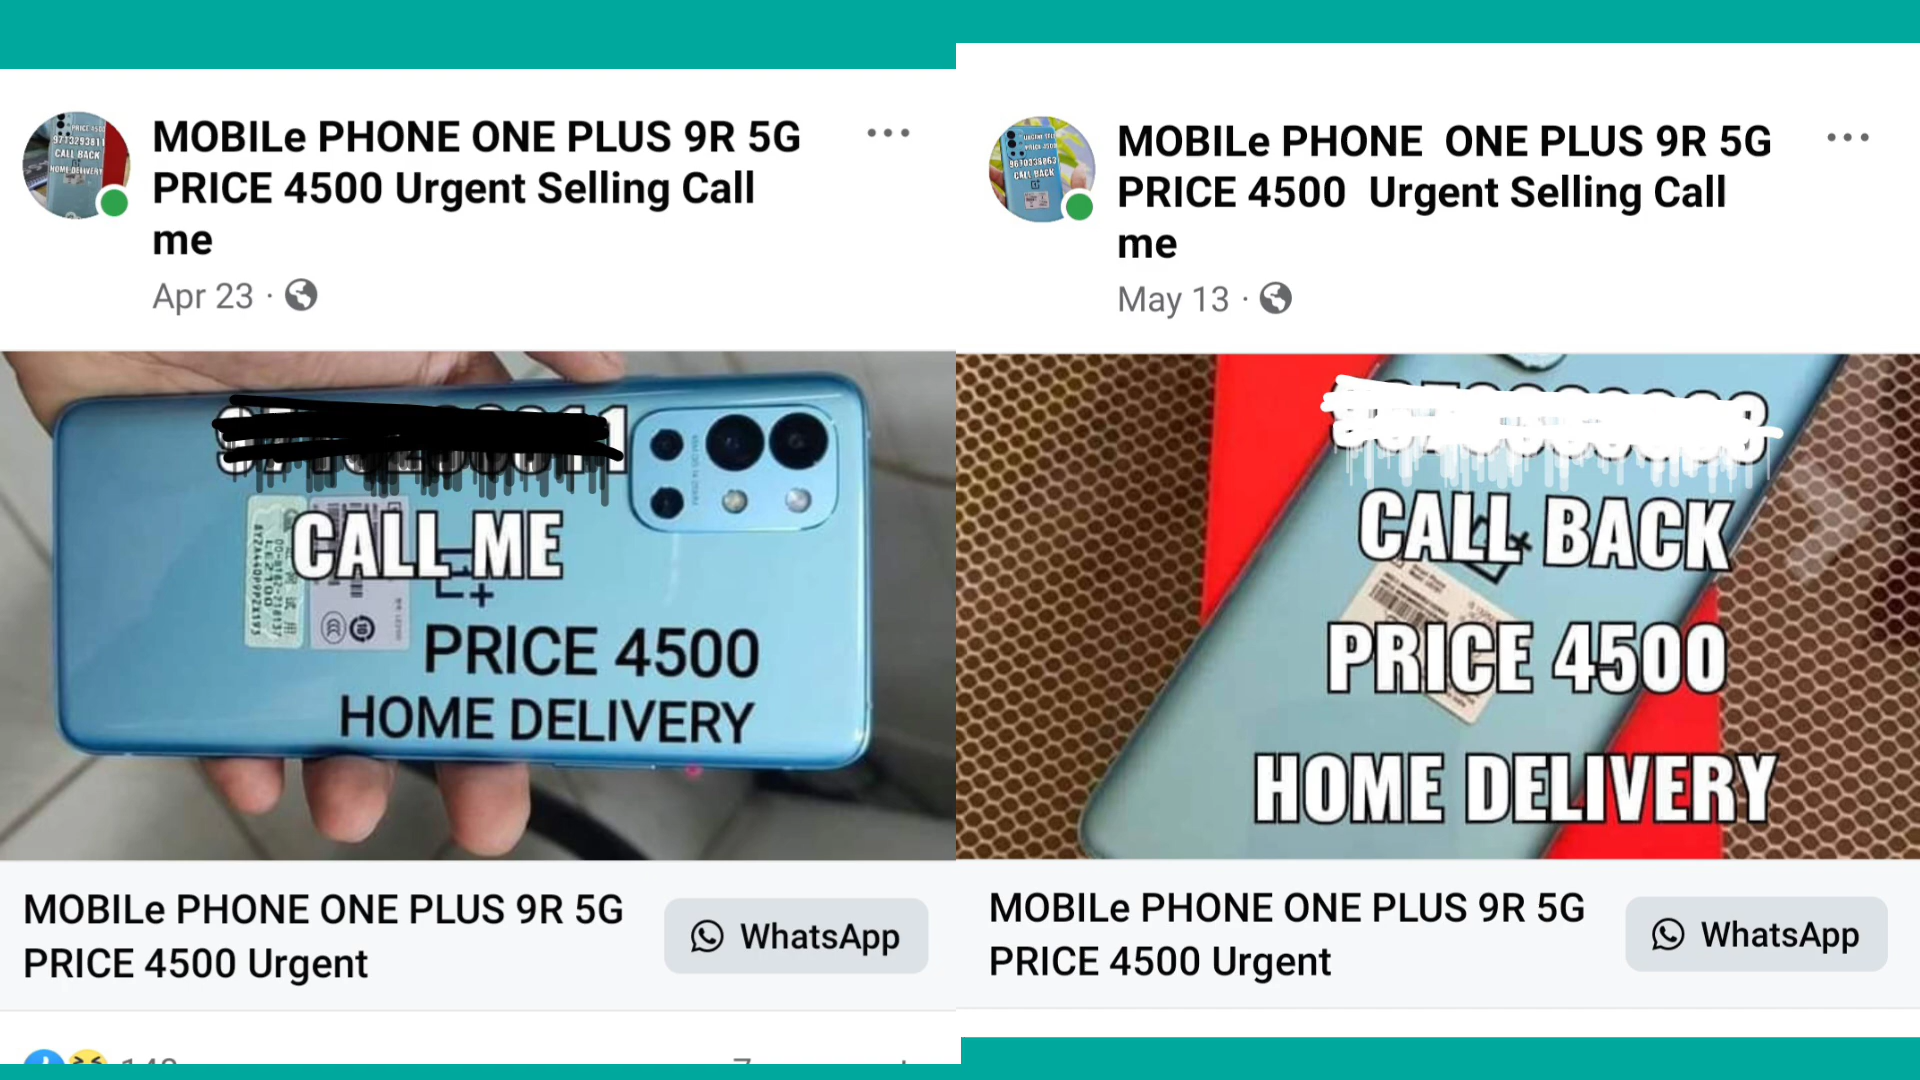 MOBILe PHONE ONE PLUS 9R 5G
PRICE 4500 Urgent Selling Call
me
Apr 23 ·
CALL ME
PRICE 4500
HOME DELIVERY
MOBILe PHONE ONE PLUS 9R 5G
PRICE 4500 Urgent
WhatsApp
MOBILe PHONE ONE PLUS 9R 5G
PRICE 4500 Urgent Selling Call
me
May 13 ·
CALL BACK
PRICE 4500
HOME DELIVERY
MOBILe PHONE ONE PLUS 9R 5G
PRICE 4500 Urgent
WhatsApp